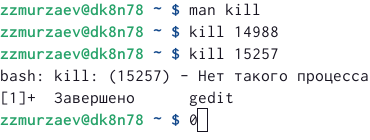 zzmurzaev@dk8n78 ~ $ man kill
zzmurzaev@dk8n78 ~ $ kill 14988
zzmurzaev@dk8n78 ~ $ kill 15257
bash: kill: (15257) – Нет такого процесса
[1]+  Завершено      gedit
zzmurzaev@dk8n78 ~ $ 0